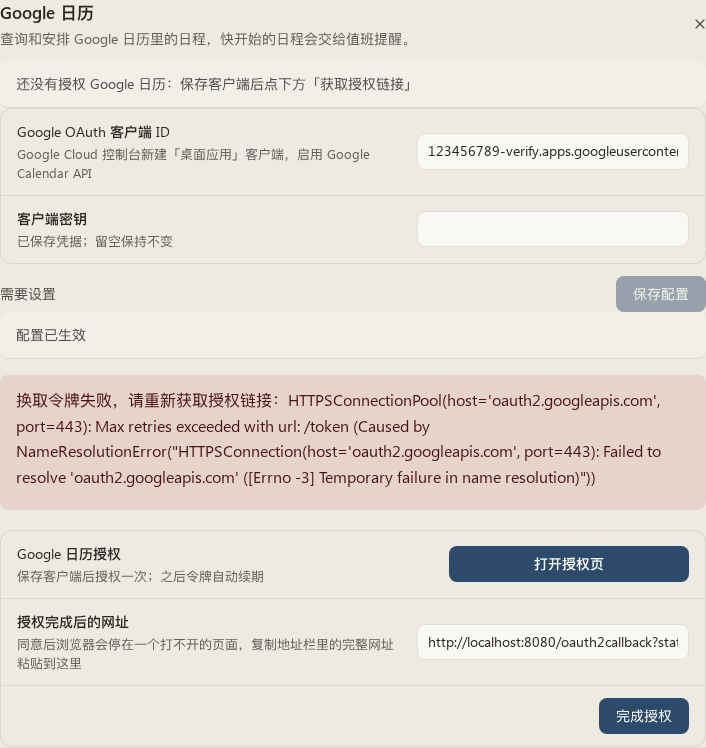 Google 日历
×
查询和安排 Google 日历里的日程，快开始的日程会交给值班提醒。
还没有授权 Google 日历：保存客户端后点下方「获取授权链接」
Google OAuth 客户端 ID
Google Cloud 控制台新建「桌面应用」客户端，启用 Google
Calendar API
123456789-verify.apps.googleuserconter
客户端密钥
已保存凭据；留空保持不变
需要设置
保存配置
配置已生效
换取令牌失败，请重新获取授权链接：HTTPSConnectionPool(host='oauth2.googleapis.com',
port=443): Max retries exceeded with url: /token (Caused by
NameResolutionError("HTTPSConnection(host='oauth2.googleapis.com', port=443): Failed to
resolve 'oauth2.googleapis.com' ([Errno -3] Temporary failure in name resolution)"))
Google 日历授权
保存客户端后授权一次；之后令牌自动续期
打开授权页
授权完成后的网址
同意后浏览器会停在一个打不开的页面，复制地址栏里的完整网址
粘贴到这里
http://localhost:8080/oauth2callback?stat
完成授权